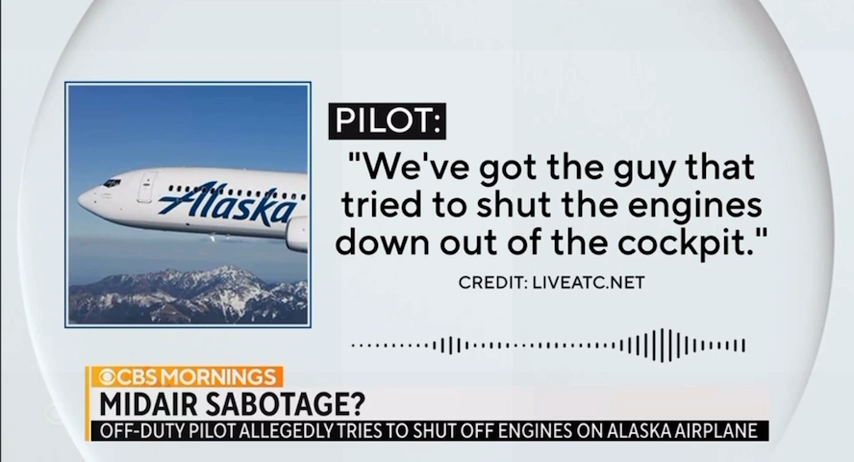 PILOT:
"We've got the guy that
tried to shut the engines
down out of the cockpit."
CREDIT: LIVEATC.NET
Alaska
CBS MORNINGS
MIDAIR SABOTAGE?
OFF-DUTY PILOT ALLEGEDLY TRIES TO SHUT OFF ENGINES ON ALASKA AIRPLANE